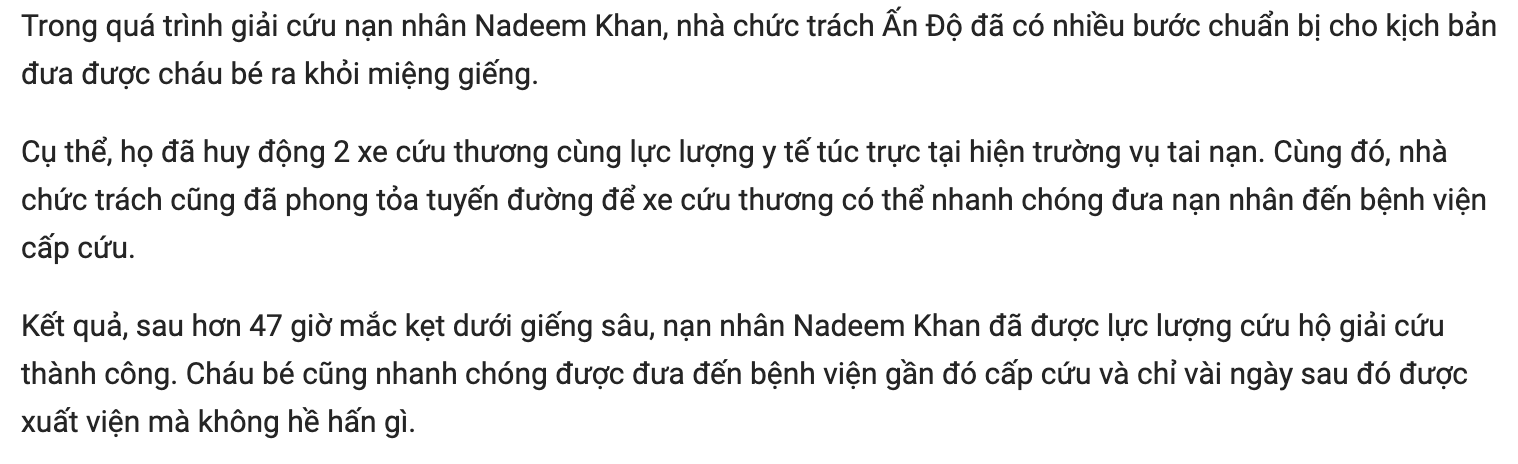 Trong quá trình giải cứu nạn nhân Nadeem Khan, nhà chức trách Ấn Độ đã có nhiều bước chuẩn bị cho kịch bản
đưa được cháu bé ra khỏi miệng giếng.
Cụ thể, họ đã huy động 2 xe cứu thương cùng lực lượng y tế túc trực tại hiện trường vụ tai nạn. Cùng đó, nhà
chức trách cũng đã phong tỏa tuyến đường để xe cứu thương có thể nhanh chóng đưa nạn nhân đến bệnh viện
cấp cứu.
Kết quả, sau hơn 47 giờ mắc kẹt dưới giếng sâu, nạn nhân Nadeem Khan đã được lực lượng cứu hộ giải cứu
thành công. Cháu bé cũng nhanh chóng được đưa đến bệnh viện gần đó cấp cứu và chỉ vài ngày sau đó được
xuất viện mà không hề hấn gì.